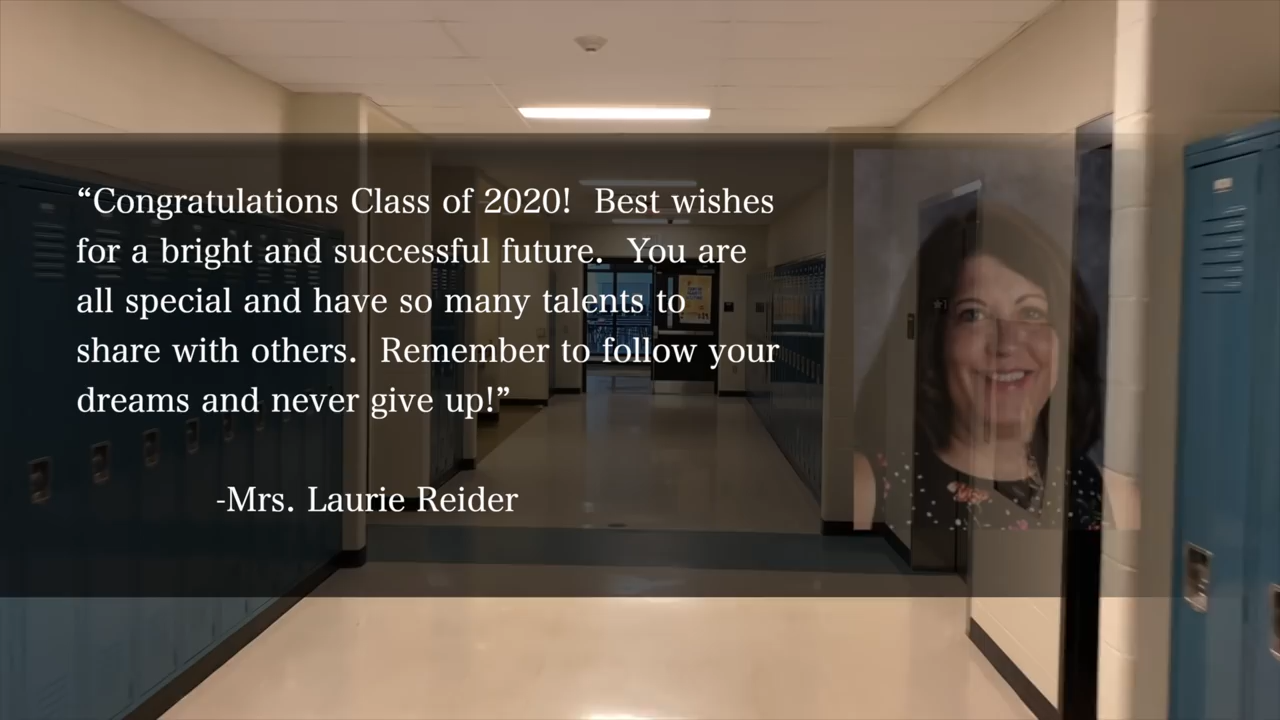 “Congratulations Class of 2020!  Best wishes
for a bright and successful future.  You are
all special and have so many talents to
share with others.  Remember to follow your
dreams and never give up!”
-Mrs. Laurie Reider